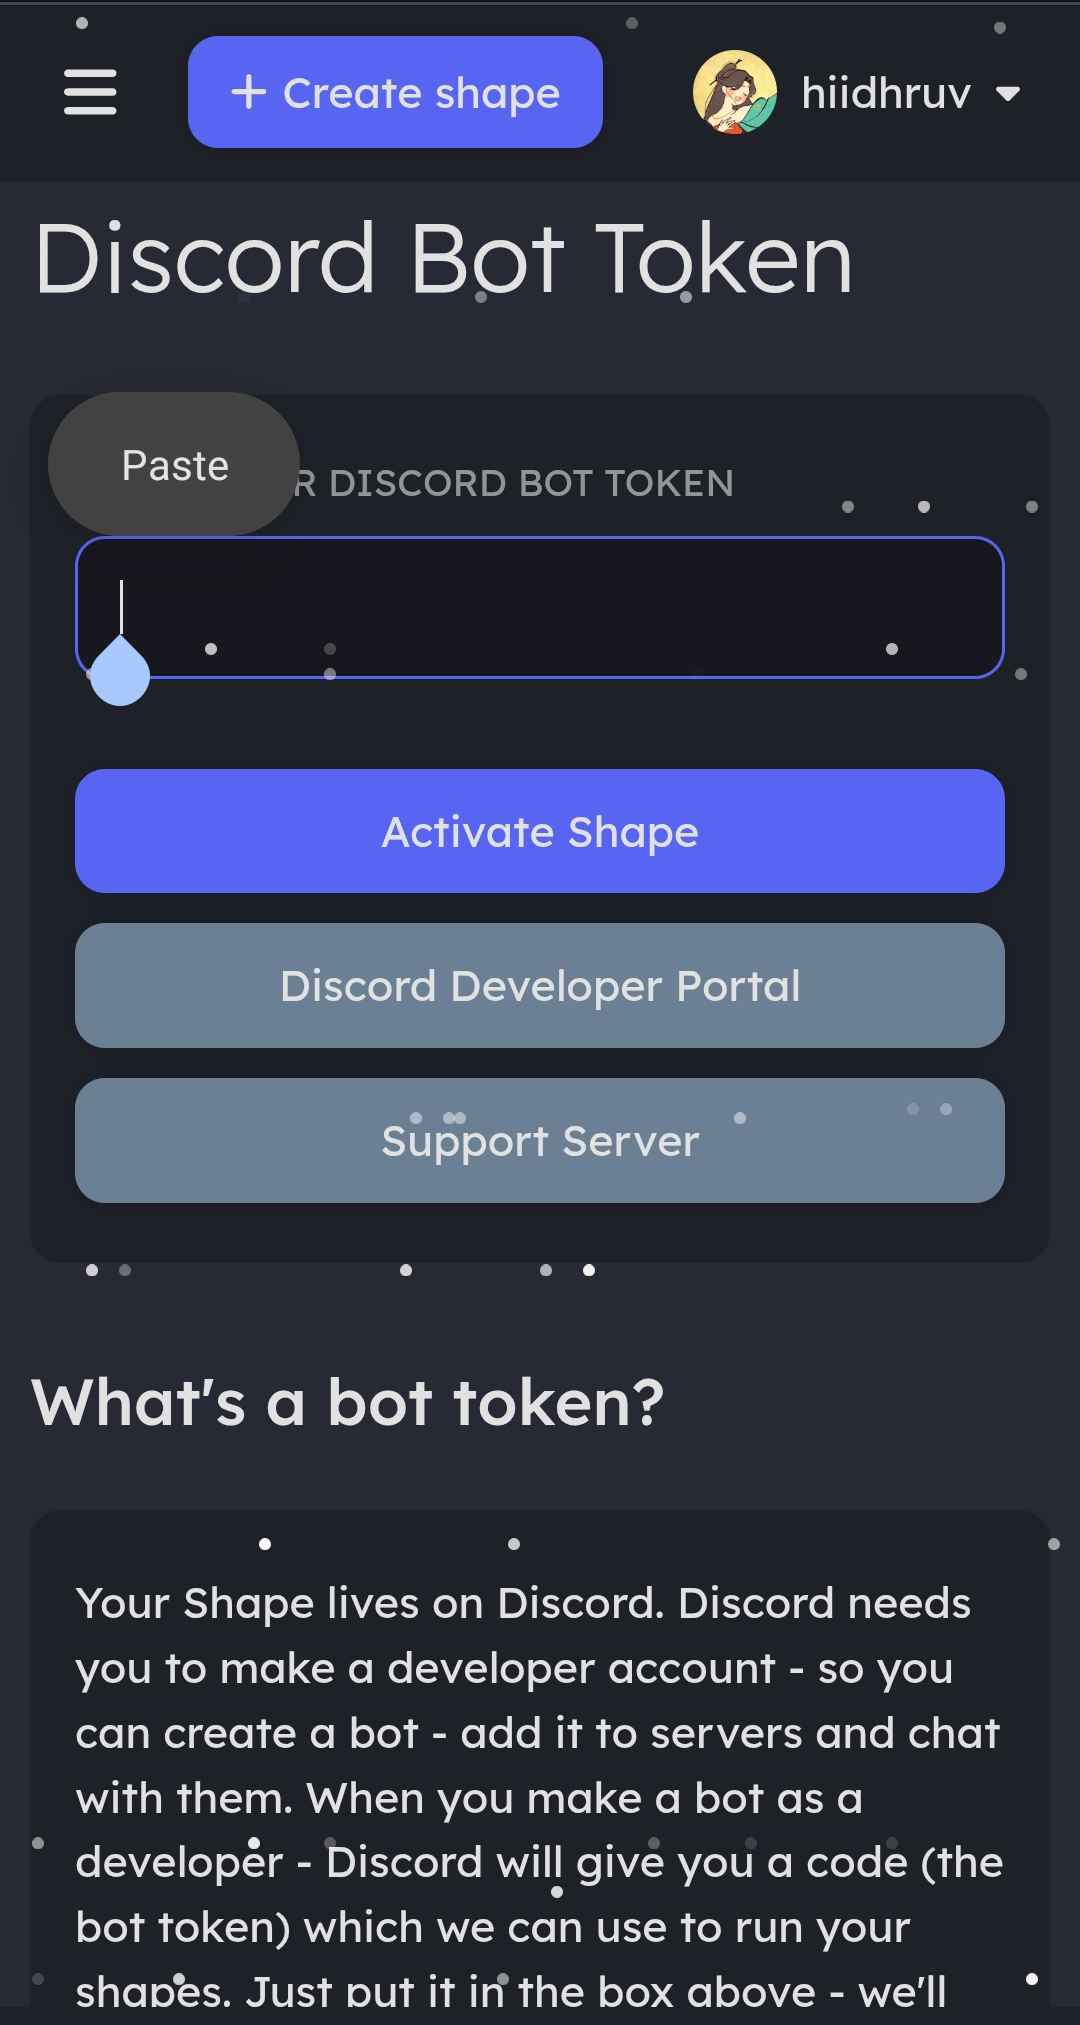 + Create shape
hiidhruv
Discord Bot Token
Paste
R DISCORD BOT TOKEN
Activate Shape
Discord Developer Portal
Support Server
What's a bot token?
Your Shape lives on Discord. Discord needs
you to make a developer account - so you
can create a bot - add it to servers and chat
with them. When you make a bot as a
developer - Discord will give you a code (the
bot token) which we can use to run your
shapes. Just put it in the box above - we'll